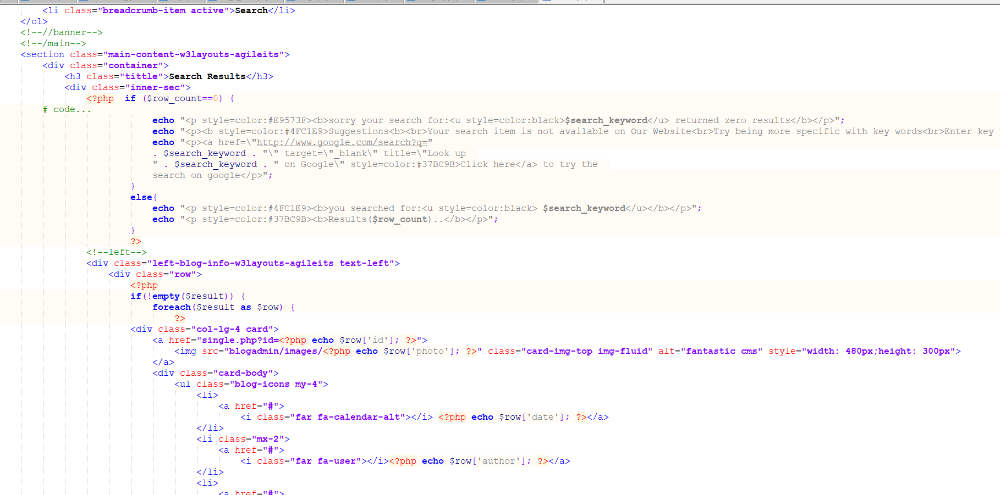 <li class="breadcrumb-item active">Search</li>
</ol>
<!--//banner-->
<!--/main-->
<section class="main-content-w3layouts-agileits">
<div class="container">
<h3 class="tittle">Search Results</h3>
<div class="inner-sec">
<?php  if ($row_count==0) {
# code...
echo "<p style=color:#E9573F><b>sorry your search for:<u style=color:black>$search_keyword</u> returned zero results</b></p>";
echo "<p><b style=color:#4FC1E9>Suggestions<b><br>Your search item is not available on Our Website<br>Try being more specific with key words<br>Enter key
echo "<p><a href=\"http://www.google.com/search?q="
. $search_keyword . "\" target=\"_blank\" title=\"Look up
" . $search_keyword . " on Google\" style=color:#37BC9B>Click here</a> to try the
search on google</p>";
}
else{
echo "<p style=color:#4FC1E9><b>you searched for:<u style=color:black> $search_keyword</u></b></p>";
echo "<p style=color:#37BC9B><b>Results($row_count)..</b></p>";
}
?>
<!--left-->
<div class="left-blog-info-w3layouts-agileits text-left">
<div class="row">
<?php
if(!empty($result)) {
foreach($result as $row) {
?>
<div class="col-lg-4 card">
<a href="single.php?id=<?php echo $row['id']; ?>">
<img src="blogadmin/images/<?php echo $row['photo']; ?>" class="card-img-top img-fluid" alt="fantastic cms" style="width: 480px;height: 300px">
</a>
<div class="card-body">
<ul class="blog-icons my-4">
<li>
<a href="#">
<i class="far fa-calendar-alt"></i> <?php echo $row['date']; ?></a>
</li>
<li class="mx-2">
<a href="#">
<i class="far fa-user"></i><?php echo $row['author']; ?></a>
</li>
<li>
<a href="#">